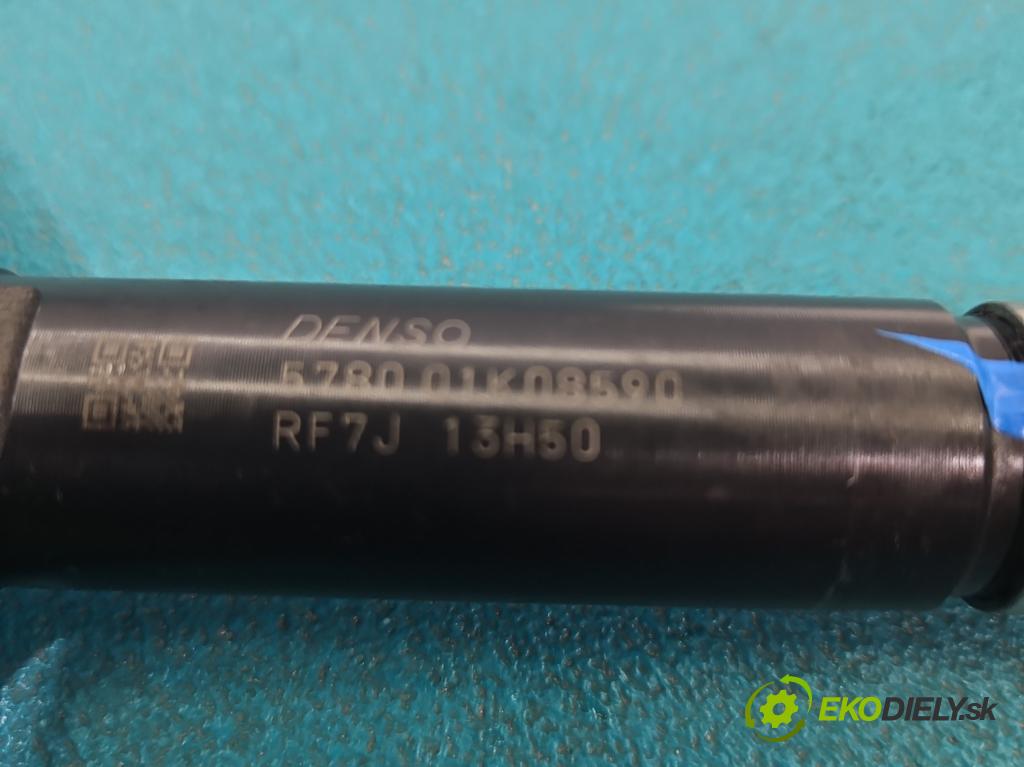 DENSO
5780 01K08590
RF7J 13H50
EKODIELY.sk